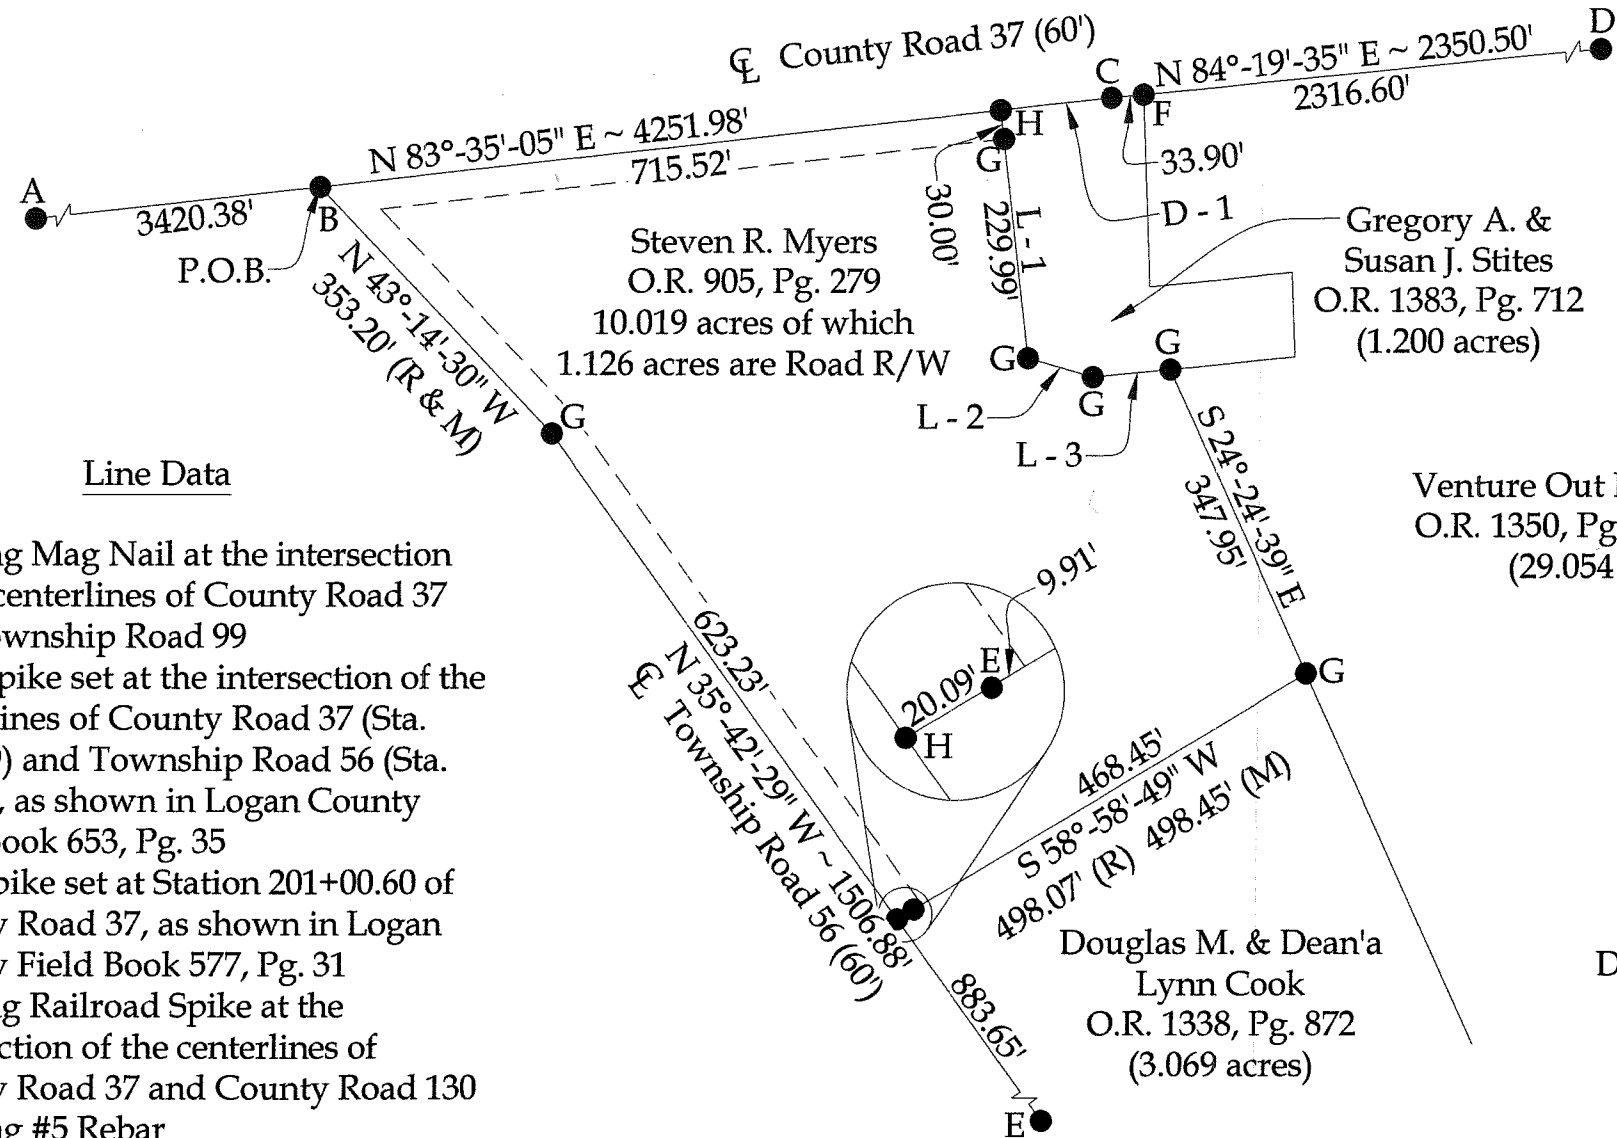 ℄ County Road 37 (60')
D
C
N 84°-19'-35" E ~ 2350.50'
2316.60'
F
H
G
N 83°-35'-05" E ~ 4251.98'
715.52'
33.90'
D - 1
A
3420.38'
B
P.O.B.
30.00'
L - 1
229.99'
N 43°-14'-30" W
353.20' (R & M)
Steven R. Myers
O.R. 905, Pg. 279
10.019 acres of which
1.126 acres are Road R/W
Gregory A. &
Susan J. Stites
O.R. 1383, Pg. 712
(1.200 acres)
G
G
G
L - 2
L - 3
G
S 24°-24'-39" E
347.95'
Venture Out
O.R. 1350, Pg
(29.054
Line Data
Mag Nail at the intersection
centerlines of County Road 37
Road 99
set at the intersection of the
of County Road 37 (Sta.
and Township Road 56 (Sta.
, as shown in Logan County
653, Pg. 35
set at Station 201+00.60 of
Road 37, as shown in Logan
Field Book 577, Pg. 31
Railroad Spike at the
of the centerlines of
Road 37 and County Road 130
#5 Rebar
9.91'
E
20.09'
H
G
623.23'
N 35°-42'-29" W ~ 1506.88'
℄ Township Road 56 (60')
468.45'
S 58°-58'-49" W
498.07' (R) 498.45' (M)
883.65'
E
Douglas M. & Dean'a
Lynn Cook
O.R. 1338, Pg. 872
(3.069 acres)
D